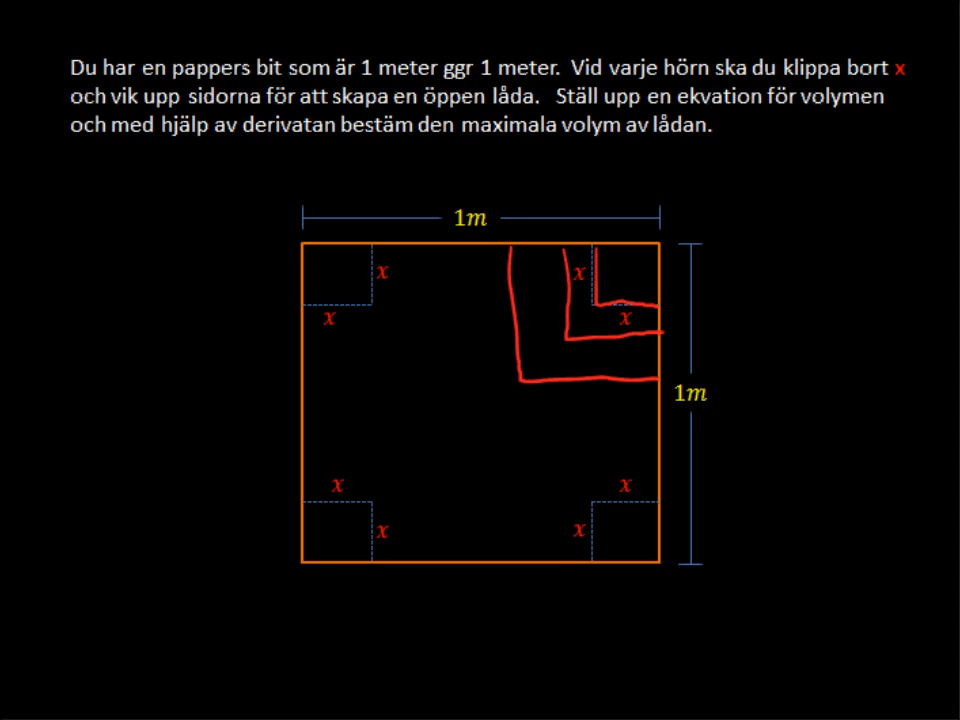 Du har en pappers bit som är 1 meter ggr 1 meter. Vid varje hörn ska du klippa bort x
och vik upp sidorna för att skapa en öppen låda. Ställ upp en ekvation för volymen
och med hjälp av derivatan bestäm den maximala volym av lådan.
1m
x
x
x
x
1m
x
x
x
x